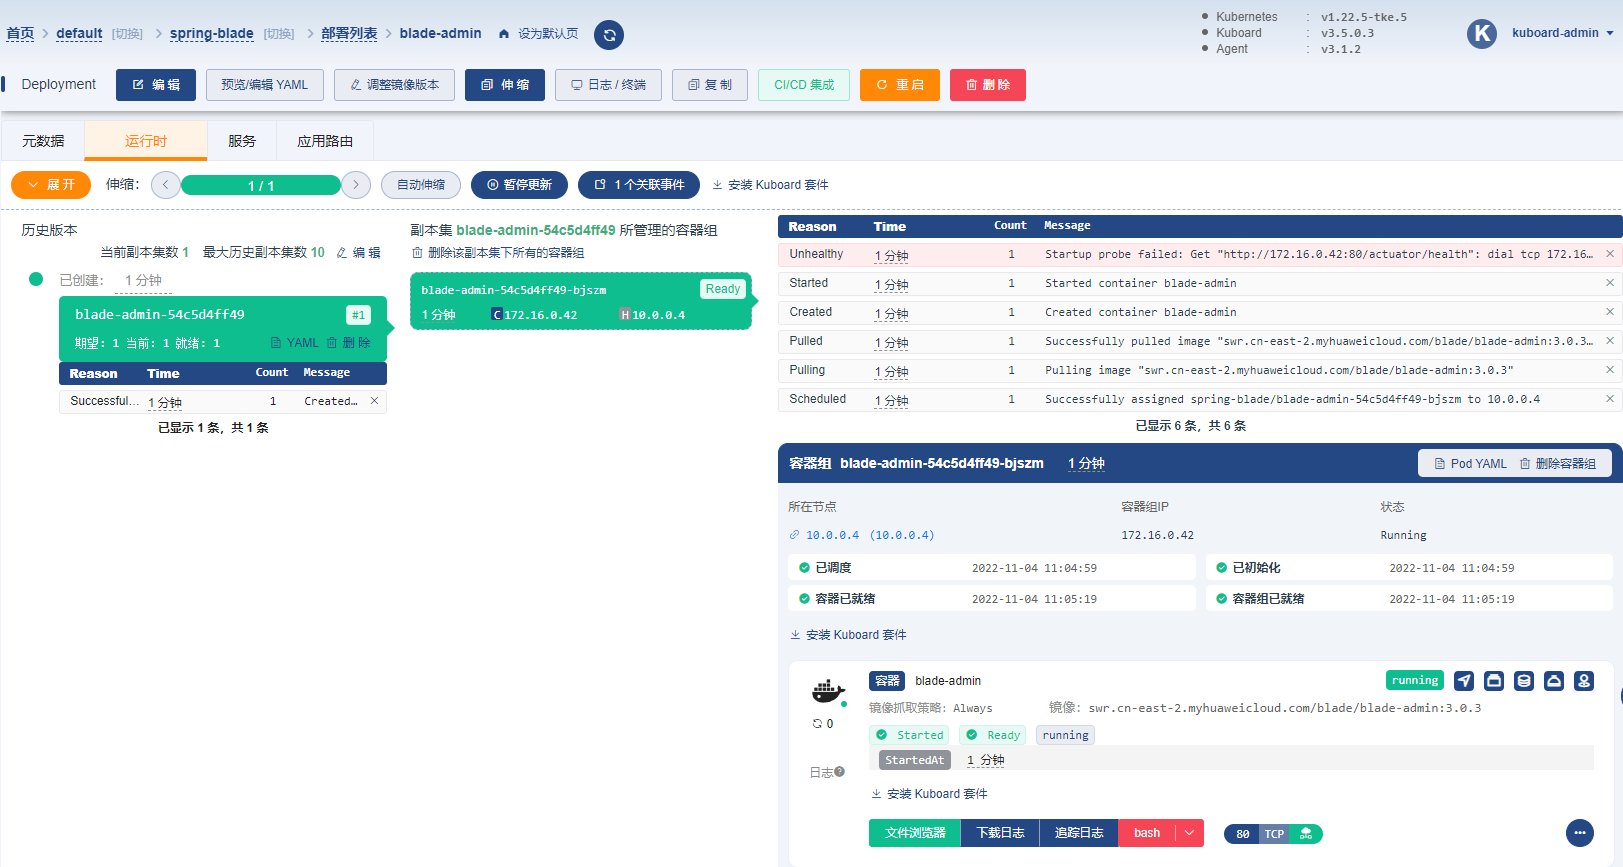 首页 > default [切换] > spring-blade [切换] > 部署列表 > blade-admin 设为默认页
Kubernetes : v1.22.5-tke.5
Kuboard : v3.5.0.3
Agent : v3.1.2
K kuboard-admin
Deployment 编 辑 预览/编辑 YAML 调整镜像版本 伸 缩 日志 / 终端 复 制 CI/CD 集成 重 启 删 除
元数据 运行时 服务 应用路由
展 开 伸缩： 1 / 1 自动伸缩 暂停更新 1 个关联事件 安装 Kuboard 套件
历史版本
当前副本集数 1 最大历史副本集数 10 编 辑
已创建： 1 分钟
blade-admin-54c5d4ff49 #1
期望: 1 当前: 1 就绪: 1 YAML 删 除
Reason Time Count Message
Successful… 1 分钟 1 Created…
已显示 1 条，共 1 条
副本集 blade-admin-54c5d4ff49 所管理的容器组
删除该副本集下所有的容器组
blade-admin-54c5d4ff49-bjszm Ready
1 分钟 C 172.16.0.42 H 10.0.0.4
Reason Time Count Message
Unhealthy 1 分钟 1 Startup probe failed: Get "http://172.16.0.42:80/actuator/health": dial tcp 172.16…
Started 1 分钟 1 Started container blade-admin
Created 1 分钟 1 Created container blade-admin
Pulled 1 分钟 1 Successfully pulled image "swr.cn-east-2.myhuaweicloud.com/blade/blade-admin:3.0.3…
Pulling 1 分钟 1 Pulling image "swr.cn-east-2.myhuaweicloud.com/blade/blade-admin:3.0.3"
Scheduled 1 分钟 1 Successfully assigned spring-blade/blade-admin-54c5d4ff49-bjszm to 10.0.0.4
已显示 6 条，共 6 条
容器组 blade-admin-54c5d4ff49-bjszm 1 分钟 Pod YAML 删除容器组
所在节点 容器组IP 状态
10.0.0.4 (10.0.0.4) 172.16.0.42 Running
已调度 2022-11-04 11:04:59 已初始化 2022-11-04 11:04:59
容器已就绪 2022-11-04 11:05:19 容器组已就绪 2022-11-04 11:05:19
安装 Kuboard 套件
容器 blade-admin running
镜像抓取策略: Always 镜像: swr.cn-east-2.myhuaweicloud.com/blade/blade-admin:3.0.3
0
Started Ready running
StartedAt 1 分钟
日志
安装 Kuboard 套件
文件浏览器 下载日志 追踪日志 bash 80 TCP